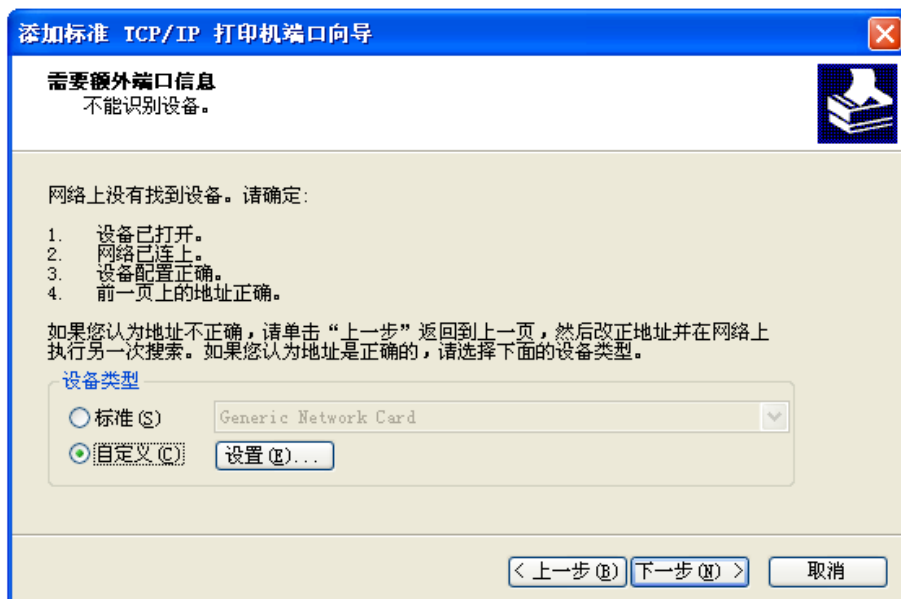 添加标准 TCP/IP 打印机端口向导
需要额外端口信息
不能识别设备。
网络上没有找到设备。请确定:
1. 设备已打开。
2. 网络已连上。
3. 设备配置正确。
4. 前一页上的地址正确。
如果您认为地址不正确，请单击“上一步”返回到上一页，然后改正地址并在网络上
执行另一次搜索。如果您认为地址是正确的，请选择下面的设备类型。
设备类型
标准(S) Generic Network Card
自定义(C) 设置(E)...
< 上一步(B) 下一步(N) > 取消